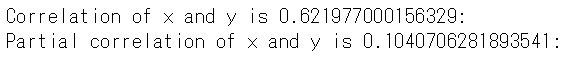 Correlation of x and y is 0.621977000156329:
Partial correlation of x and y is 0.1040706281893541: